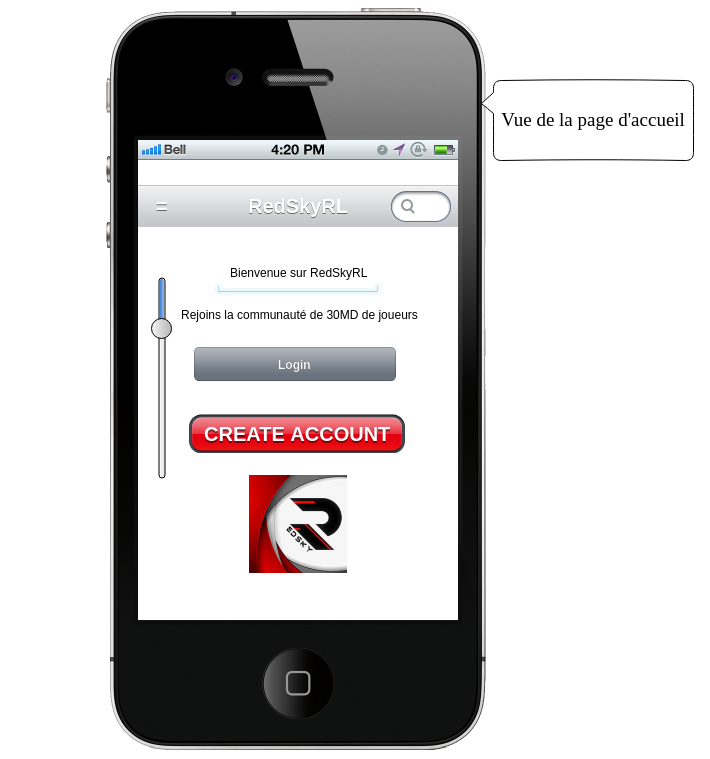 Vue de la page d'accueil
Bell 4:20 PM
= RedSkyRL
Bienvenue sur RedSkyRL
Rejoins la communauté de 30MD de joueurs
Login
CREATE ACCOUNT
R
EDSKY